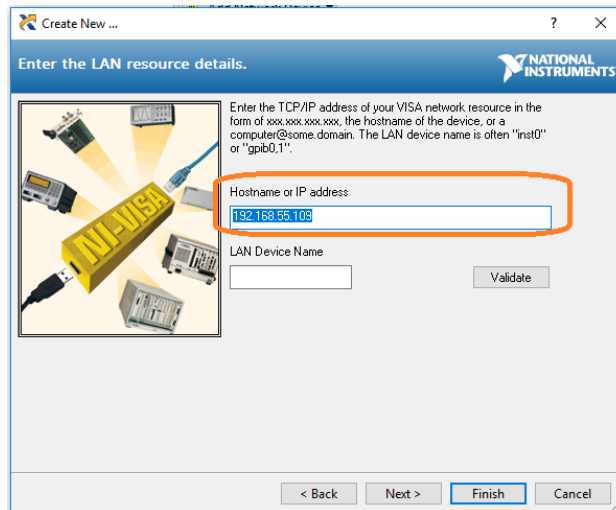 Create New ...
?
Enter the LAN resource details.
NATIONAL
INSTRUMENTS
Enter the TCP/IP address of your VISA network resource in the
form of xxx.xxx.xxx.xxx, the hostname of the device, or a
computer@some.domain. The LAN device name is often "inst0"
or "gpib0,1".
NI-VISA
Hostname or IP address
192.168.55.109
LAN Device Name
Validate
< Back
Next >
Finish
Cancel